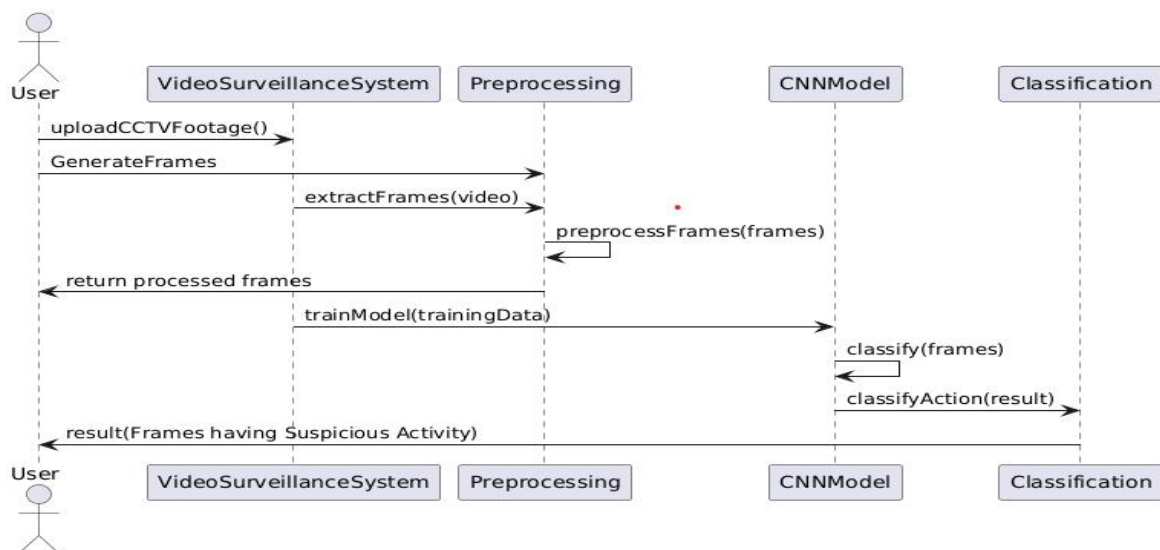 User
VideoSurveillanceSystem
Preprocessing
CNNModel
Classification
uploadCCTVFootage()
GenerateFrames
extractFrames(video)
preprocessFrames(frames)
return processed frames
trainModel(trainingData)
classify(frames)
classifyAction(result)
result(Frames having Suspicious Activity)
User
VideoSurveillanceSystem
Preprocessing
CNNModel
Classification